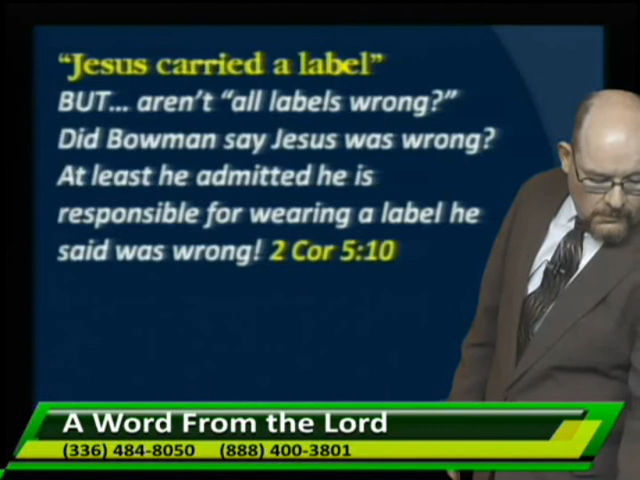 “Jesus carried a label”
BUT... aren’t “all labels wrong?”
Did Bowman say Jesus was wrong?
At least he admitted he is
responsible for wearing a label he
said was wrong! 2 Cor 5:10
A Word From the Lord
(336) 484-8050 (888) 400-3801